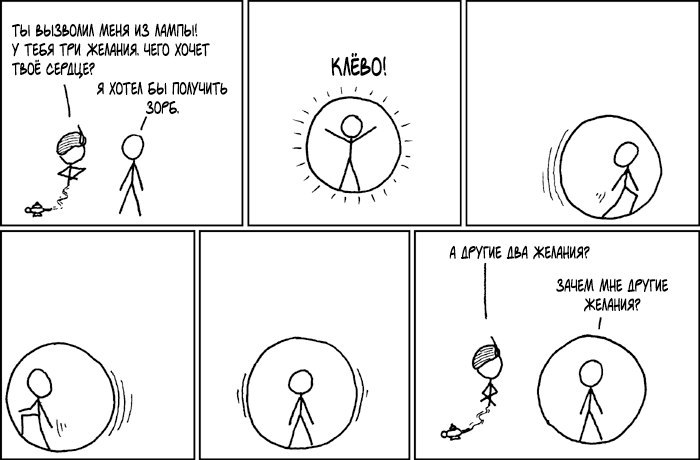 ТЫ ВЫЗВОЛИЛ МЕНЯ ИЗ ЛАМПЫ!
У ТЕБЯ ТРИ ЖЕЛАНИЯ. ЧЕГО ХОЧЕТ
ТВОЁ СЕРДЦЕ?
Я ХОТЕЛ БЫ ПОЛУЧИТЬ
ЗОРБ.
КЛЁВО!
А ДРУГИЕ ДВА ЖЕЛАНИЯ?
ЗАЧЕМ МНЕ ДРУГИЕ
ЖЕЛАНИЯ?